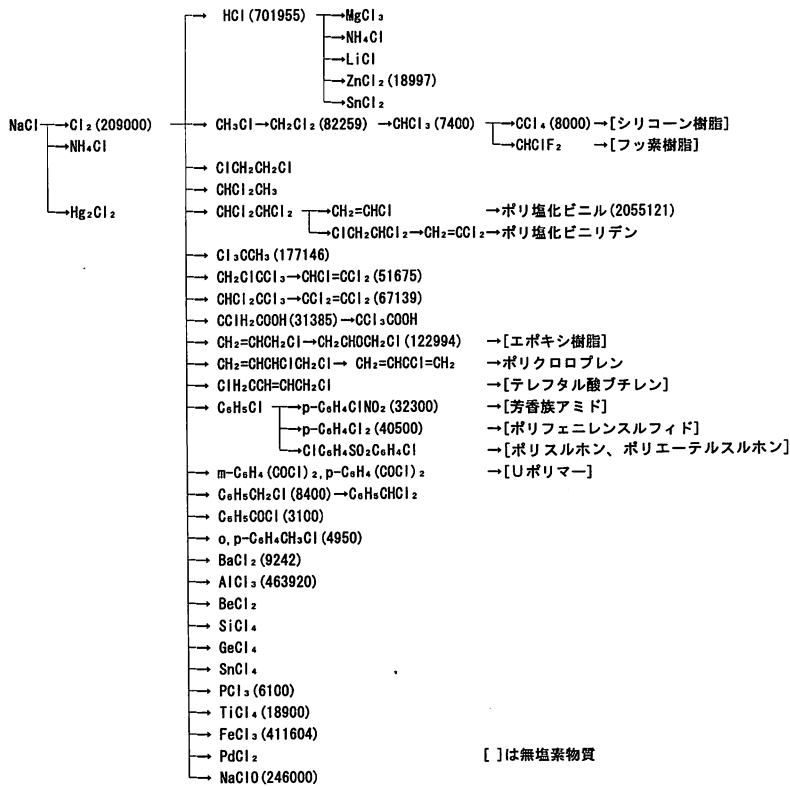 HCl(701955) → MgCl₃
→NH₄Cl
→LiCl
→ZnCl₂(18997)
→SnCl₂
NaCl → Cl₂(209000) → CH₃Cl→CH₂Cl₂(82259) →CHCl₃(7400) →CCl₄(8000) →[シリコーン樹脂]
→NH₄Cl →CHClF₂ →[フッ素樹脂]
→ ClCH₂CH₂Cl
→ CHCl₂CH₃
→Hg₂Cl₂ → CHCl₂CHCl₂ →CH₂=CHCl →ポリ塩化ビニル(2055121)
→ClCH₂CHCl₂→CH₂=CCl₂→ポリ塩化ビニリデン
→ Cl₃CCH₃(177146)
→ CH₂ClCCl₃→CHCl=CCl₂(51675)
→ CHCl₂CCl₃→CCl₂=CCl₂(67139)
→ CClH₂COOH(31385)→CCl₃COOH
→ CH₂=CHCH₂Cl→CH₂CHOCH₂Cl(122994) →[エポキシ樹脂]
→ CH₂=CHCHClCH₂Cl→ CH₂=CHCCl=CH₂ →ポリクロロプレン
→ ClH₂CCH=CHCH₂Cl →[テレフタル酸ブチレン]
→ C₆H₅Cl →p-C₆H₄ClNO₂(32300) →[芳香族アミド]
→p-C₆H₄Cl₂(40500) →[ポリフェニレンスルフィド]
→ClC₆H₄SO₂C₆H₄Cl →[ポリスルホン、ポリエーテルスルホン]
→ m-C₆H₄(COCl)₂,p-C₆H₄(COCl)₂ →[Uポリマー]
→ C₆H₅CH₂Cl(8400)→C₆H₅CHCl₂
→ C₆H₅COCl(3100)
→ o,p-C₆H₄CH₃Cl(4950)
→ BaCl₂(9242)
→ AlCl₃(463920)
→ BeCl₂
→ SiCl₄
→ GeCl₄
→ SnCl₄
→ PCl₃(6100)
→ TiCl₄(18900)
→ FeCl₃(411604)
→ PdCl₂ [ ]は無塩素物質
→ NaClO(246000)